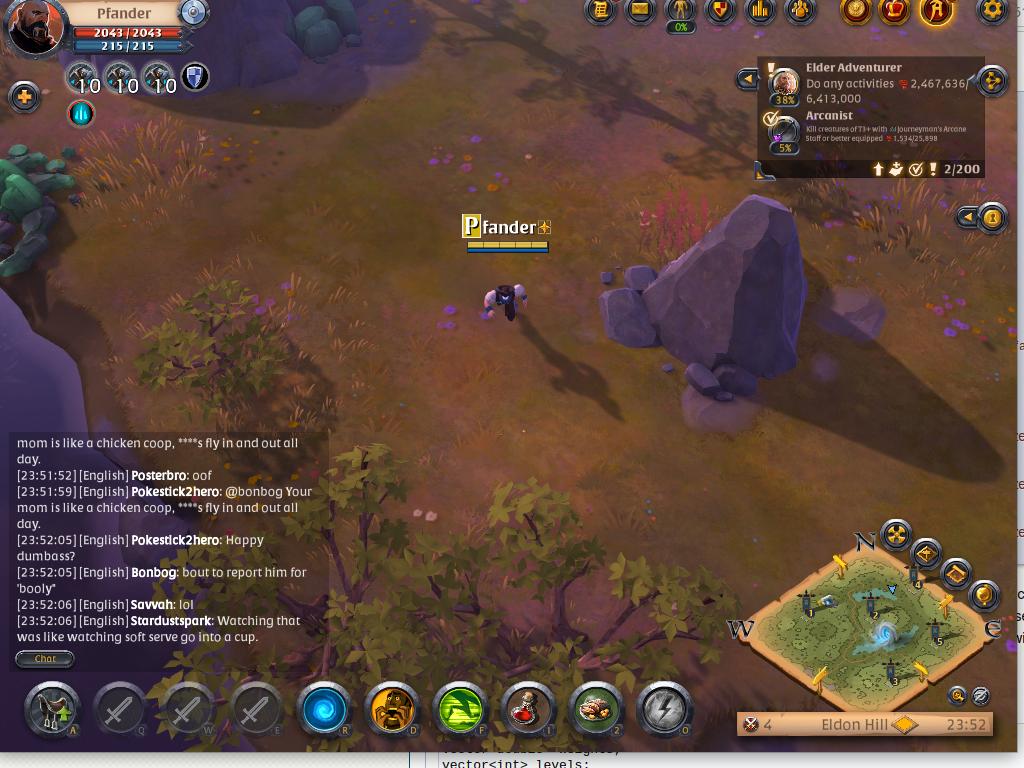 Pfander
2043 / 2043
215 / 215
10 10 10
0%
Elder Adventurer
Do any activities 2,467,636/
6,413,000
38%
Arcanist
Kill creatures of T3+ with Journeyman's Arcane
Staff or better equipped 1,534/25,898
5%
2/200
Pfander
mom is like a chicken coop, ****s fly in and out all
day.
[23:51:52] [English] Posterbro: oof
[23:51:59] [English] Pokestick2hero: @bonbog Your
mom is like a chicken coop, ****s fly in and out all
day.
[23:52:05] [English] Pokestick2hero: Happy
dumbass?
[23:52:05] [English] Bonbog: bout to report him for
'booly"
[23:52:06] [English] Savvah: lol
[23:52:06] [English] Stardustspark: Watching that
was like watching soft serve go into a cup.
Chat
A Q W E R D F 1 2 O
N
W
E
4
2
5
3
4 Eldon Hill 23:52
vector<int> levels;